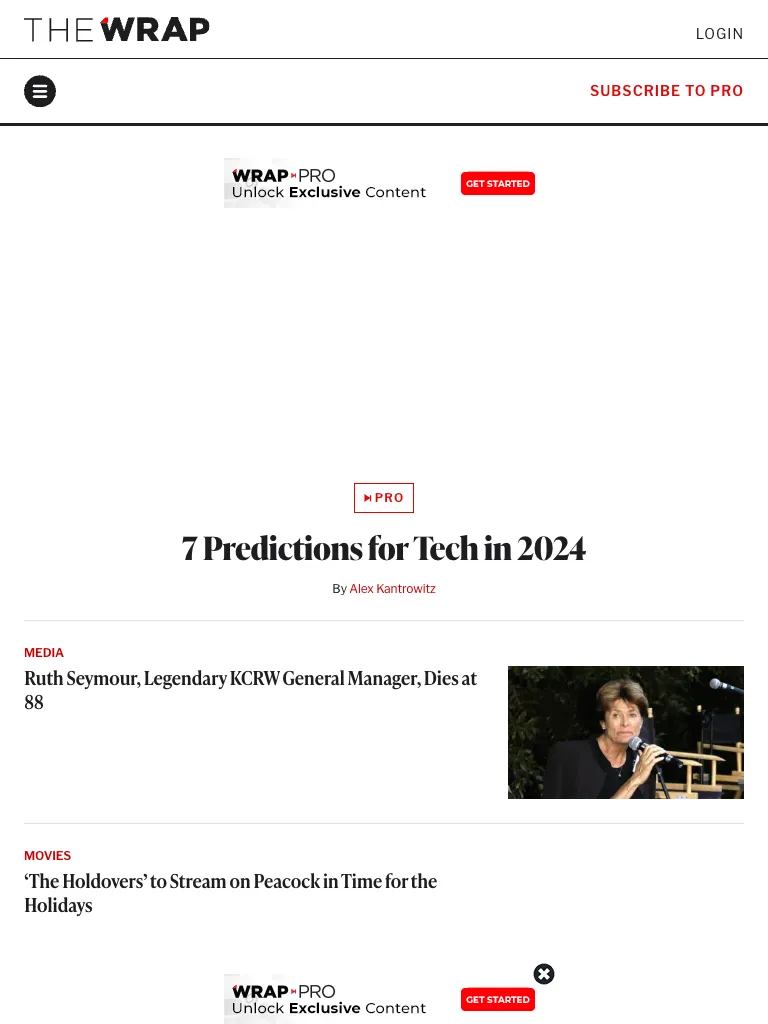 THE WRAP
LOGIN
SUBSCRIBE TO PRO
WRAP PRO
Unlock Exclusive Content
GET STARTED
PRO
7 Predictions for Tech in 2024
By Alex Kantrowitz
MEDIA
Ruth Seymour, Legendary KCRW General Manager, Dies at
88
MOVIES
‘The Holdovers’ to Stream on Peacock in Time for the
Holidays
WRAP PRO
Unlock Exclusive Content
GET STARTED